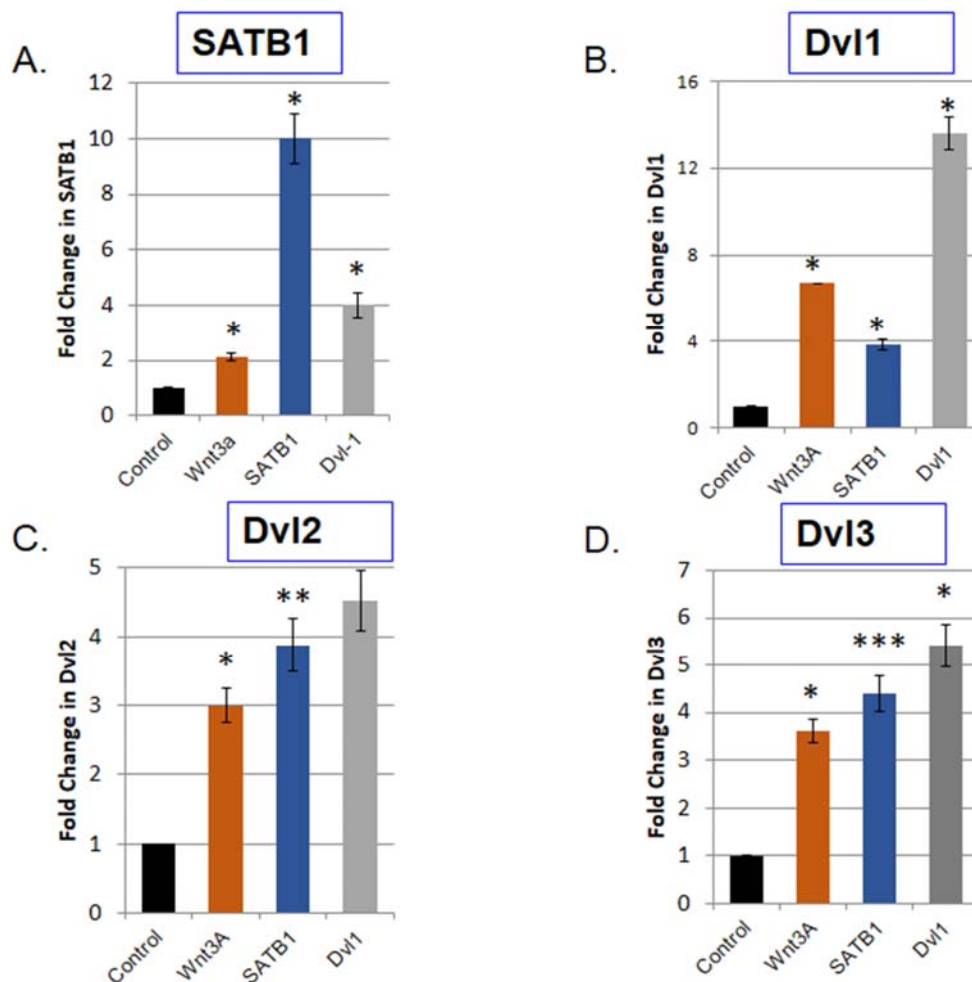 A.
SATB1
Fold Change in SATB1
12
10
8
6
4
2
0
*
*
*
Control
Wnt3a
SATB1
Dvl-1
B.
Dvl1
Fold Change in Dvl1
16
12
8
4
0
*
*
*
Control
Wnt3A
SATB1
Dvl1
C.
Dvl2
Fold Change in Dvl2
5
4
3
2
1
0
*
**
Control
Wnt3A
SATB1
Dvl1
D.
Dvl3
Fold Change in Dvl3
7
6
5
4
3
2
1
0
*
***
*
Control
Wnt3A
SATB1
Dvl1